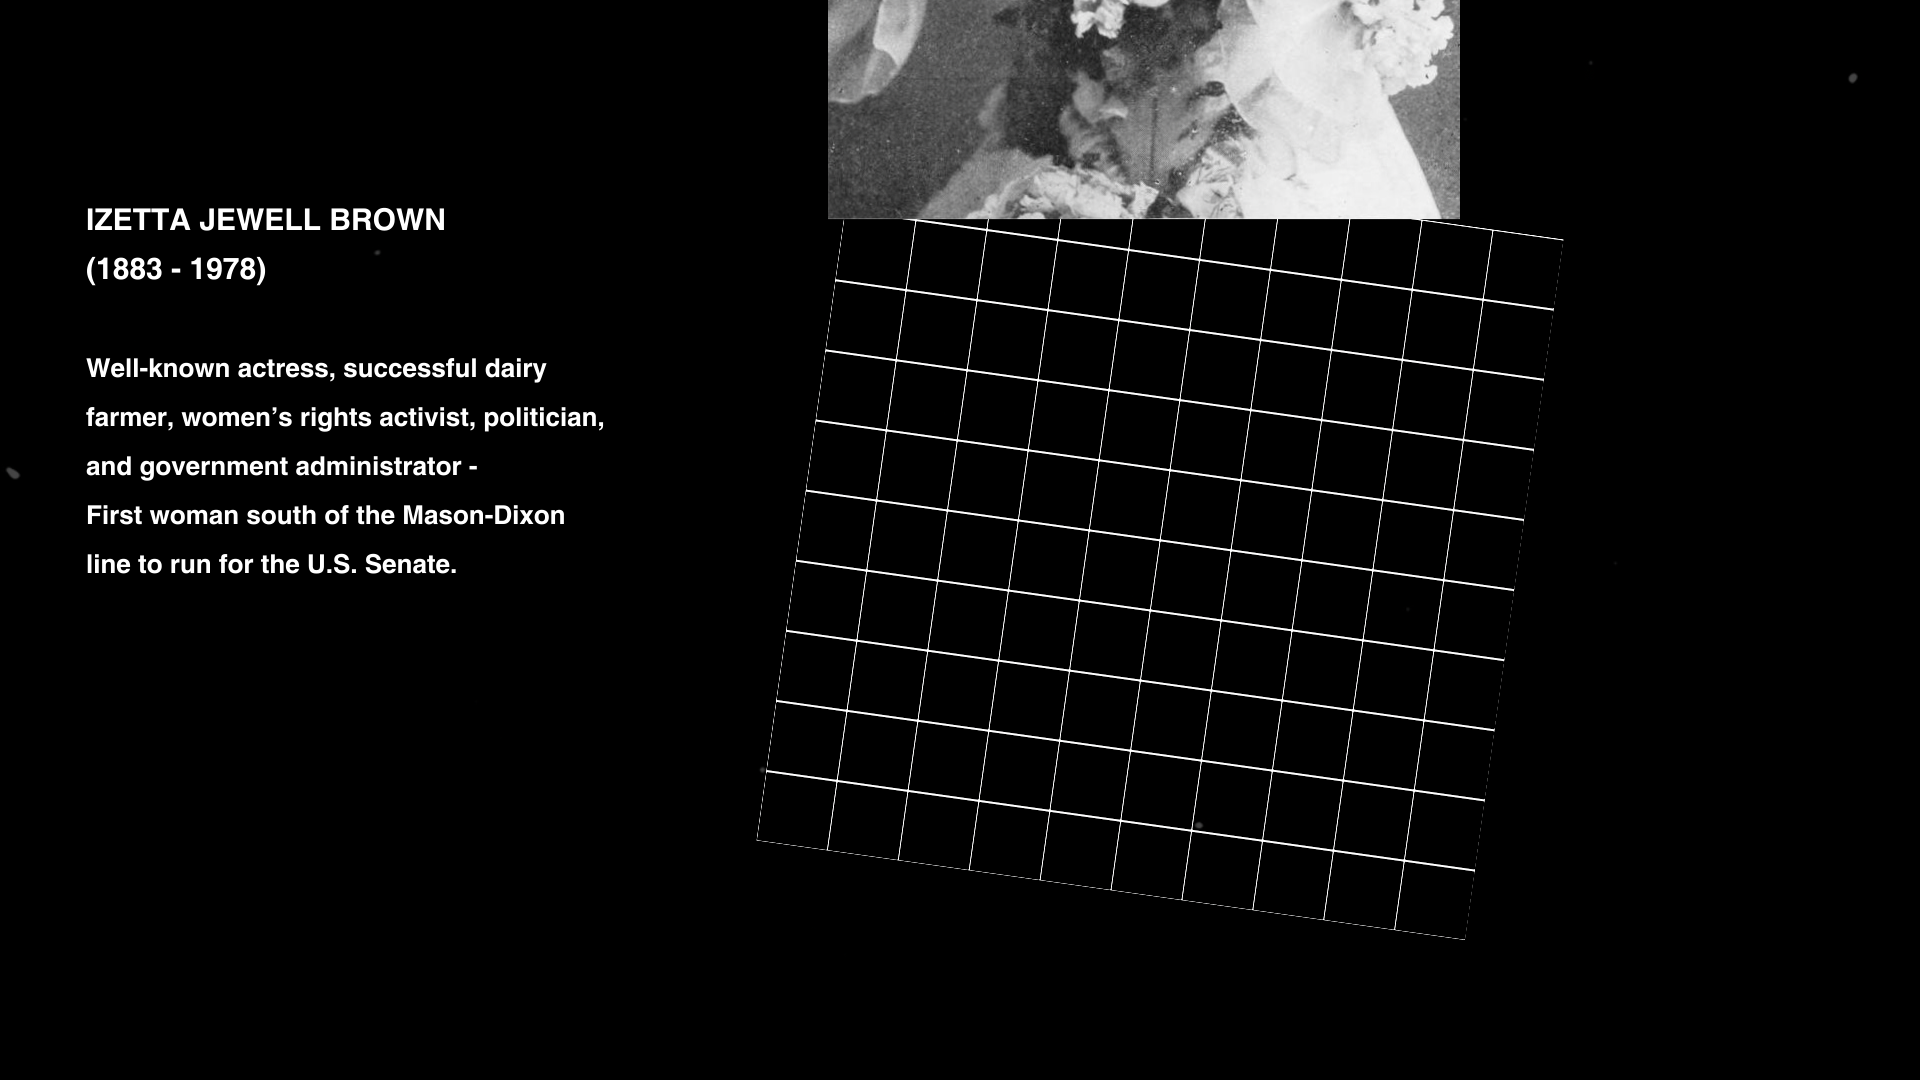 IZETTA JEWELL BROWN
(1883 - 1978)
Well-known actress, successful dairy
farmer, women’s rights activist, politician,
and government administrator -
First woman south of the Mason-Dixon
line to run for the U.S. Senate.